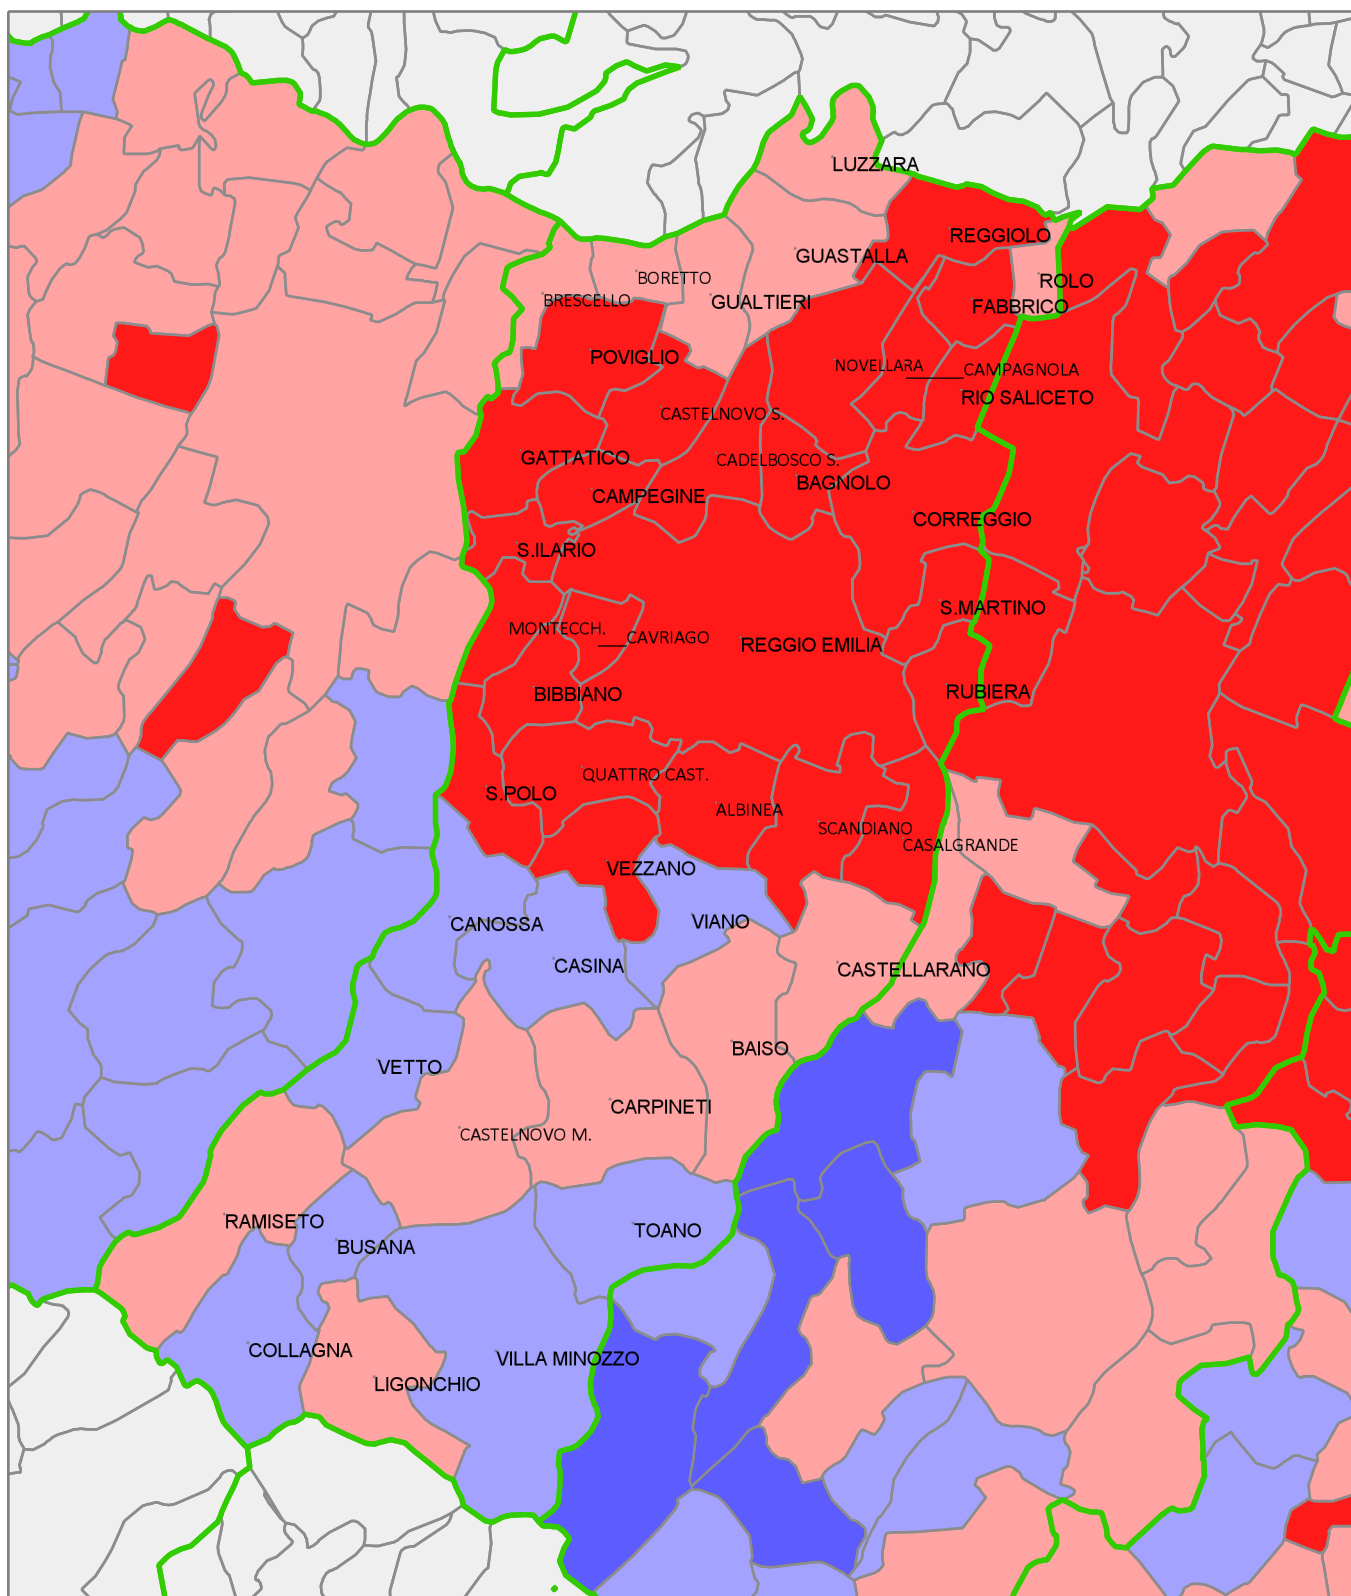 LUZZARA
REGGIOLO
GUASTALLA
BORETTO
ROLO
BRESCELLO
GUALTIERI
FABBRICO
POVIGLIO
NOVELLARA
______CAMPAGNOLA
RIO SALICETO
CASTELNOVO S.
GATTATICO
CADELBOSCO S.
BAGNOLO
CAMPEGINE
CORREGGIO
S.ILARIO
S.MARTINO
MONTECCH.
___CAVRIAGO
REGGIO EMILIA
BIBBIANO
RUBIERA
QUATTRO CAST.
S.POLO
ALBINEA
SCANDIANO
CASALGRANDE
VEZZANO
CANOSSA
VIANO
CASINA
CASTELLARANO
BAISO
VETTO
CARPINETI
CASTELNOVO M.
RAMISETO
TOANO
BUSANA
COLLAGNA
VILLA MINOZZO
LIGONCHIO